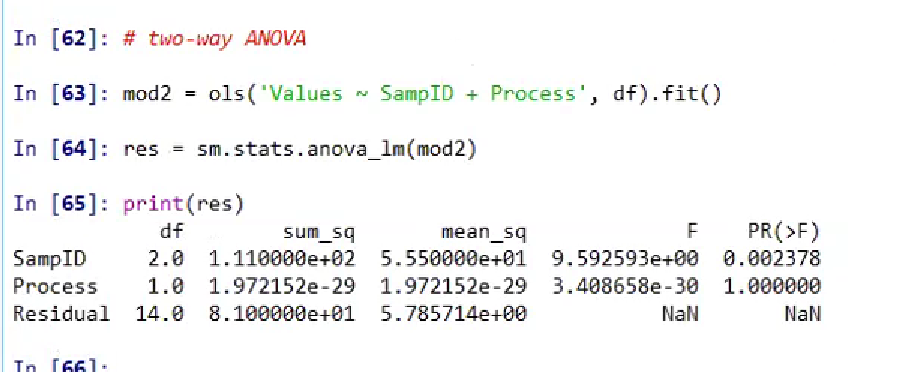 In [62]: # two-way ANOVA
In [63]: mod2 = ols('Values ~ SampID + Process', df).fit()
In [64]: res = sm.stats.anova_lm(mod2)
In [65]: print(res)
df sum_sq mean_sq F PR(>F)
SampID 2.0 1.110000e+02 5.550000e+01 9.592593e+00 0.002378
Process 1.0 1.972152e-29 1.972152e-29 3.408658e-30 1.000000
Residual 14.0 8.100000e+01 5.785714e+00 NaN NaN
In [66]: